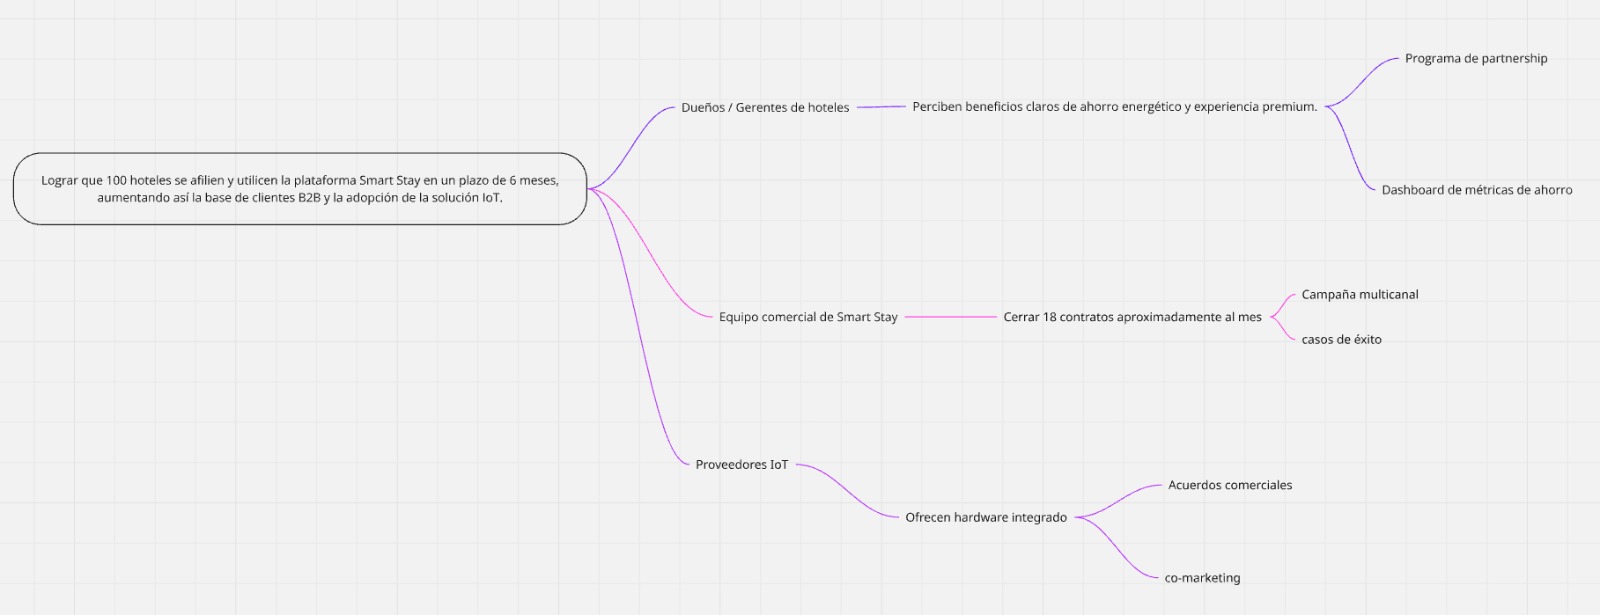 Lograr que 100 hoteles se afilien y utilicen la plataforma Smart Stay en un plazo de 6 meses,
aumentando así la base de clientes B2B y la adopción de la solución IoT.
Dueños / Gerentes de hoteles
Perciben beneficios claros de ahorro energético y experiencia premium.
Programa de partnership
Dashboard de métricas de ahorro
Equipo comercial de Smart Stay
Cerrar 18 contratos aproximadamente al mes
Campaña multicanal
casos de éxito
Proveedores IoT
Ofrecen hardware integrado
Acuerdos comerciales
co-marketing